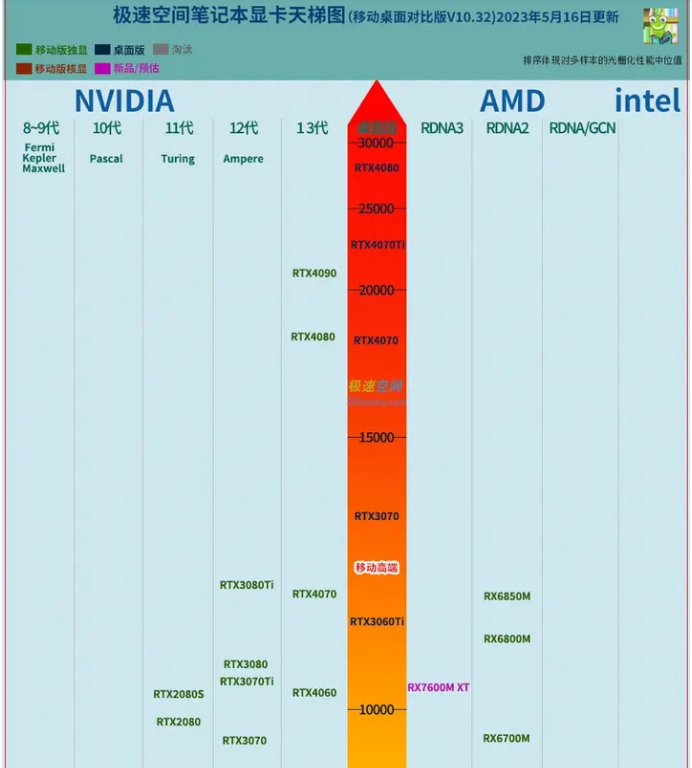 极速空间笔记本显卡天梯图(移动桌面对比版V10.32)2023年5月16日更新
移动版独显 桌面版 淘汰
移动版核显 新品/预估
排序体现对多样本的光栅化性能中位值
NVIDIA AMD intel
8~9代 10代 11代 12代 13代 桌面版 RDNA3 RDNA2 RDNA/GCN
30000
Fermi
Kepler
Maxwell
Pascal Turing Ampere
RTX4080
25000
RTX4070Ti
RTX4090
20000
RTX4080 RTX4070
极速空间
15000
RTX3070
移动高端
RTX3080Ti
RTX4070 RX6850M
RTX3060Ti
RX6800M
RTX3080
RTX3070Ti
RX7600M XT
RTX2080S RTX4060
10000
RTX2080
RTX3070 RX6700M